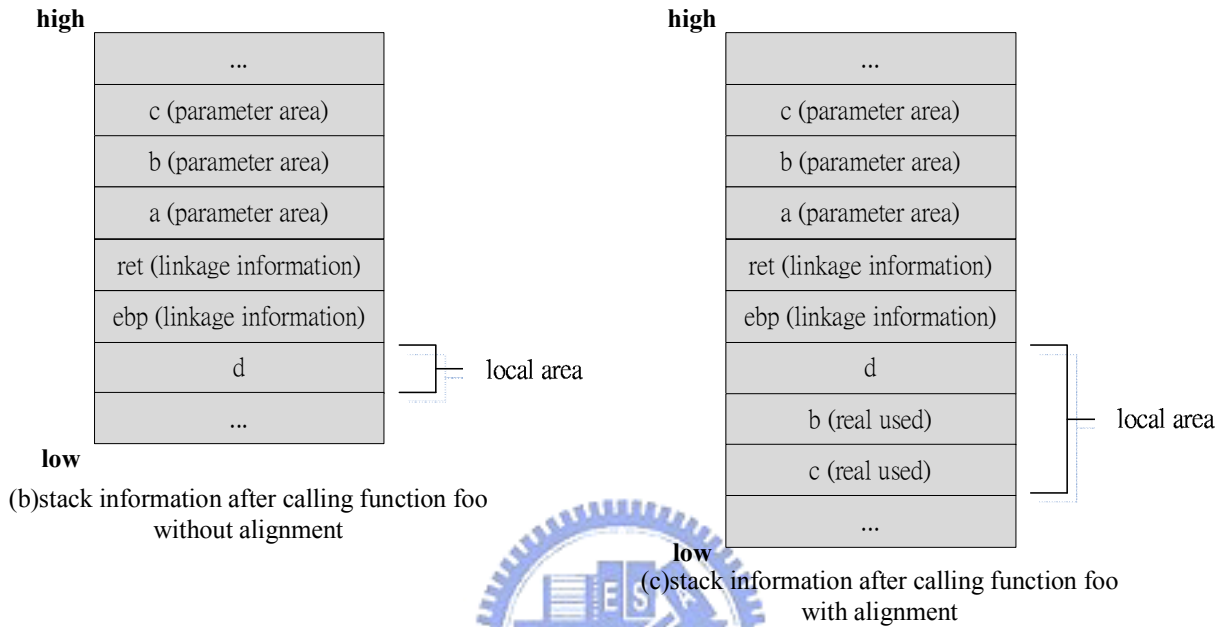 high
...
c (parameter area)
b (parameter area)
a (parameter area)
ret (linkage information)
ebp (linkage information)
d
local area
...
low
(b)stack information after calling function foo
without alignment
high
...
c (parameter area)
b (parameter area)
a (parameter area)
ret (linkage information)
ebp (linkage information)
d
b (real used)
local area
c (real used)
...
low
(c)stack information after calling function foo
with alignment
E S